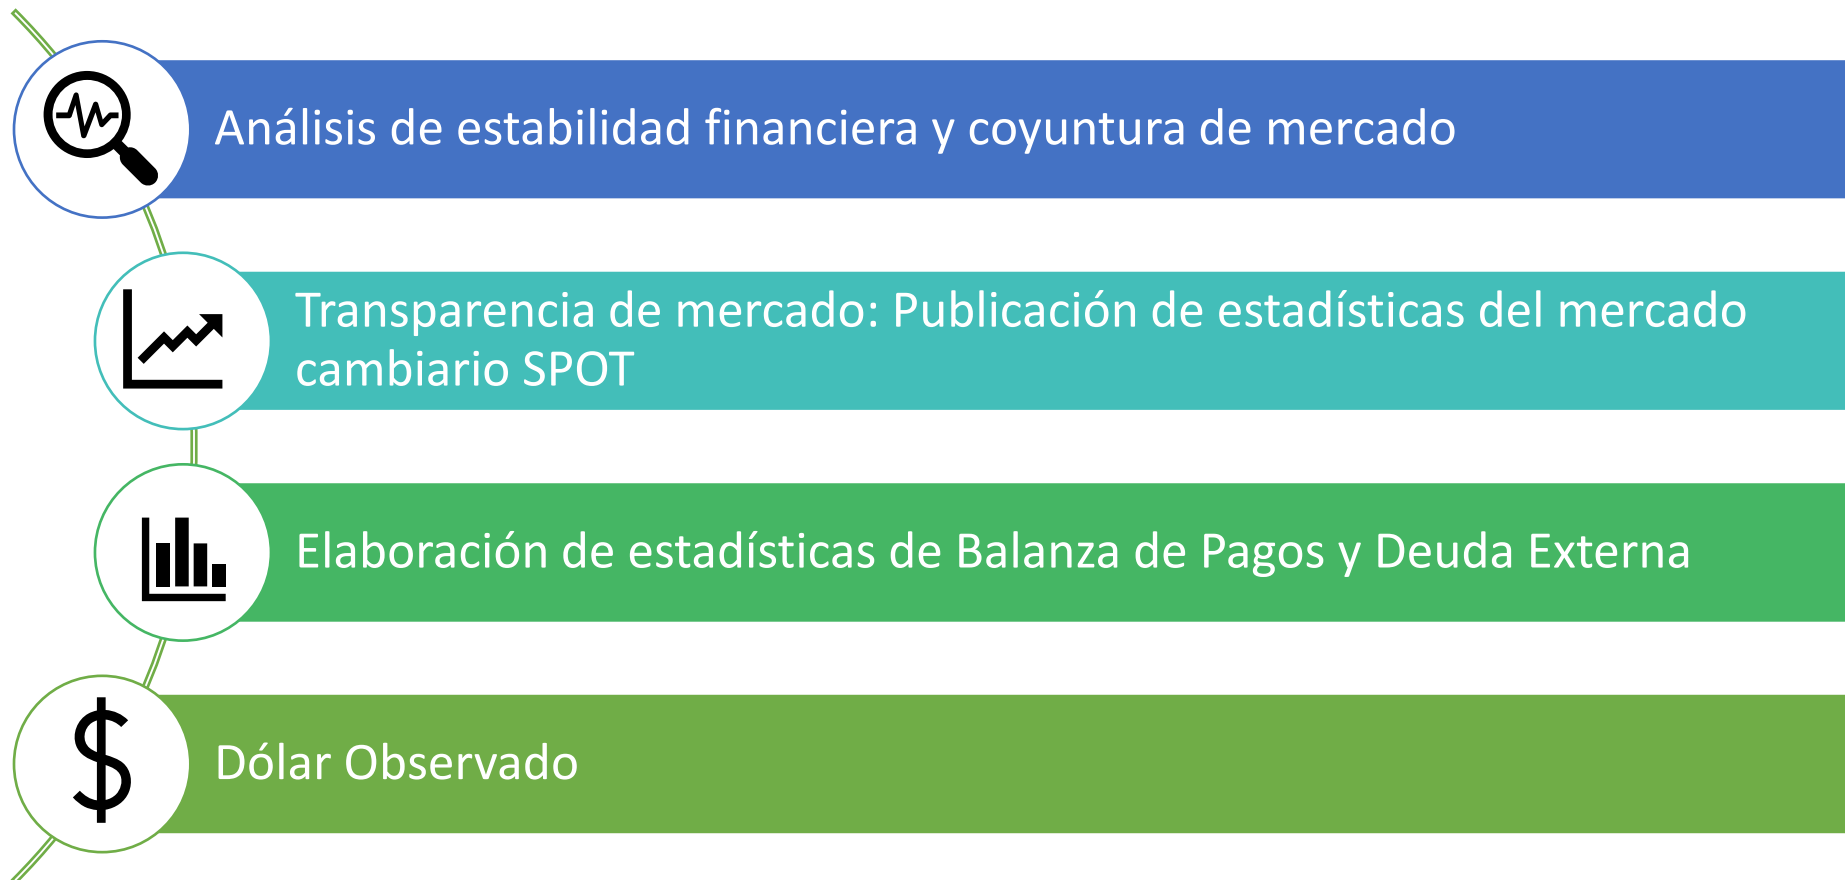 Análisis de estabilidad financiera y coyuntura de mercado
Transparencia de mercado: Publicación de estadísticas del mercado
cambiario SPOT
Elaboración de estadísticas de Balanza de Pagos y Deuda Externa
Dólar Observado